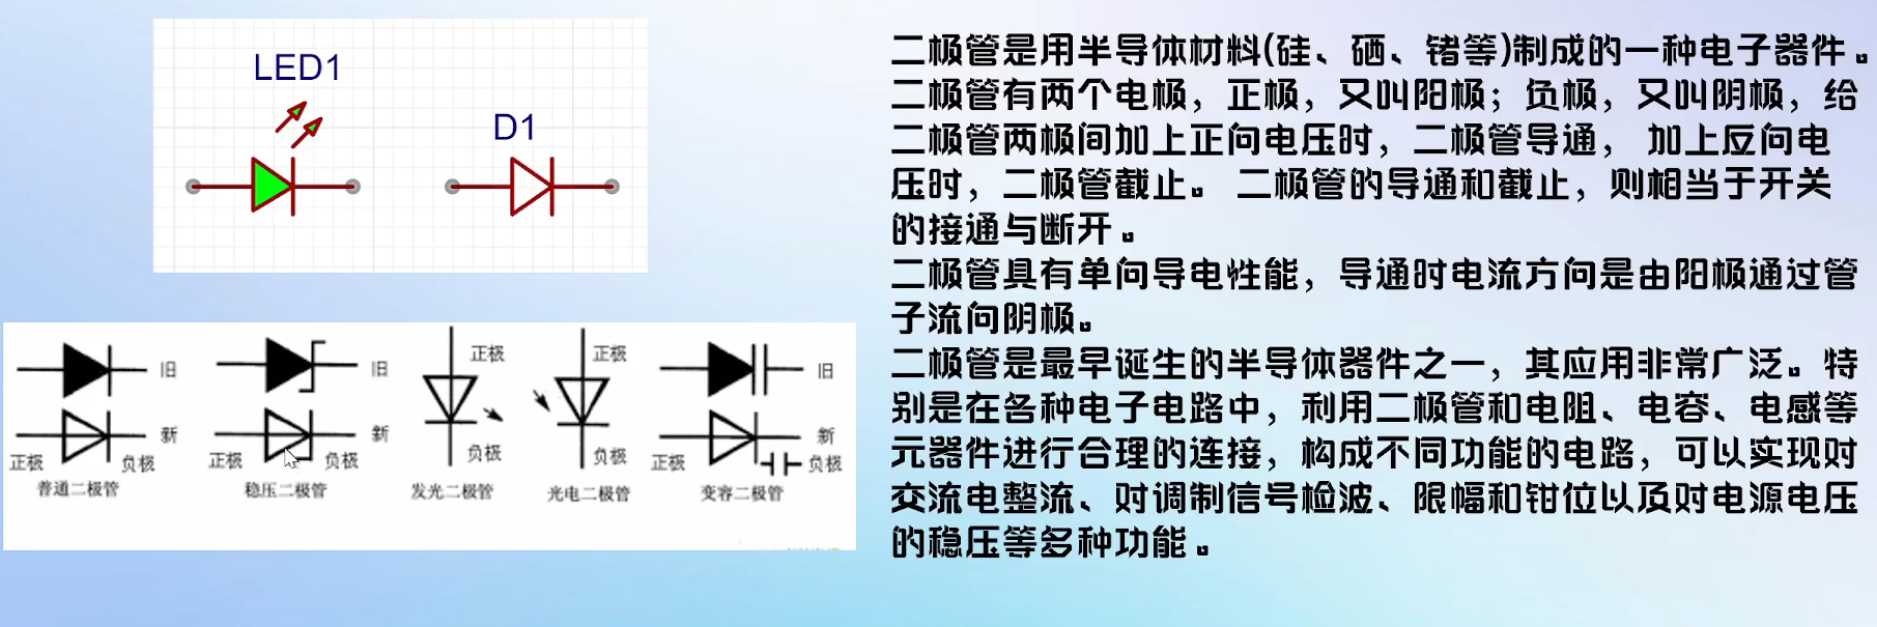 LED1
D1
旧
旧
正极
正极
旧
新
新
新
正极
负极
正极
负极
负极
负极
正极
负极
普通二极管
稳压二极管
发光二极管
光电二极管
变容二极管
二极管是用半导体材料(硅、硒、锗等)制成的一种电子器件。
二极管有两个电极，正极，又叫阳极；负极，又叫阴极，给
二极管两极间加上正向电压时，二极管导通， 加上反向电
压时，二极管截止。 二极管的导通和截止，则相当于开关
的接通与断开。
二极管具有单向导电性能，导通时电流方向是由阳极通过管
子流向阴极。
二极管是最早诞生的半导体器件之一，其应用非常广泛。特
别是在各种电子电路中，利用二极管和电阻、电容、电感等
元器件进行合理的连接，构成不同功能的电路，可以实现对
交流电整流、对调制信号检波、限幅和钳位以及对电源电压
的稳压等多种功能。